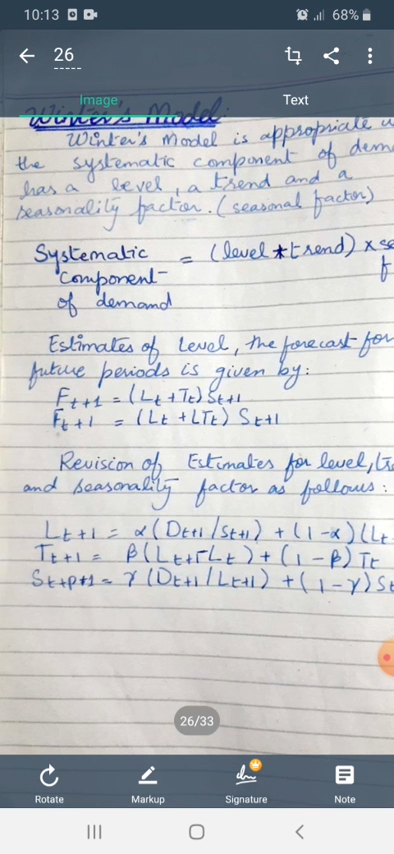 10:13 68%
26
Image Text
Winter's Model
Winter's Model is appropriate
the systematic component of dem
has a level, a trend and a
seasonality factor. (seasonal factor)
Systematic = (level * trend) × se
component f
of demand
Estimates of Level, the forecast for
future periods is given by:
Ft+1 = (Lt + Tt) St+1
Ft+1 = (Lt + LTt) St+1
Revision of Estimates for level, tre
and seasonality factor as follows:
Lt+1 = α(Dt+1/St+1) + (1-α)(Lt
Tt+1 = β(Lt+1-Lt) + (1-β) Tt
St+p+1 = γ(Dt+1/Lt+1) + (1-γ) St
26/33
Rotate Markup Signature Note